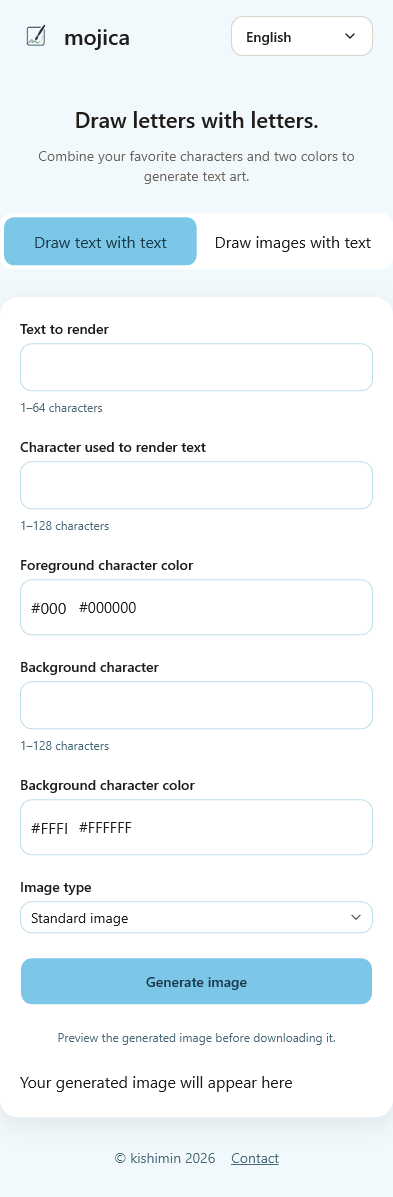 mojica
English
Draw letters with letters.
Combine your favorite characters and two colors to
generate text art.
Draw text with text
Draw images with text
Text to render
1–64 characters
Character used to render text
1–128 characters
Foreground character color
#000 #000000
Background character
1–128 characters
Background character color
#FFFI #FFFFFF
Image type
Standard image
Generate image
Preview the generated image before downloading it.
Your generated image will appear here
© kishimin 2026 Contact